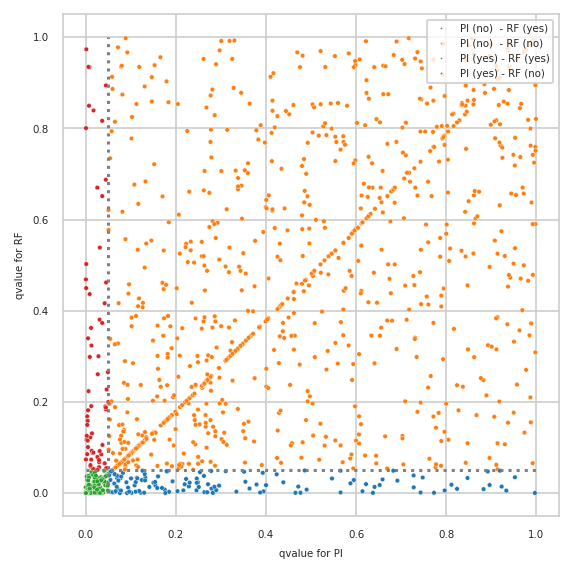 PI (no)  - RF (yes)
PI (no)  - RF (no)
PI (yes) - RF (yes)
PI (yes) - RF (no)
1.0
0.8
0.6
0.4
0.2
0.0
qvalue for RF
0.0 0.2 0.4 0.6 0.8 1.0
qvalue for PI